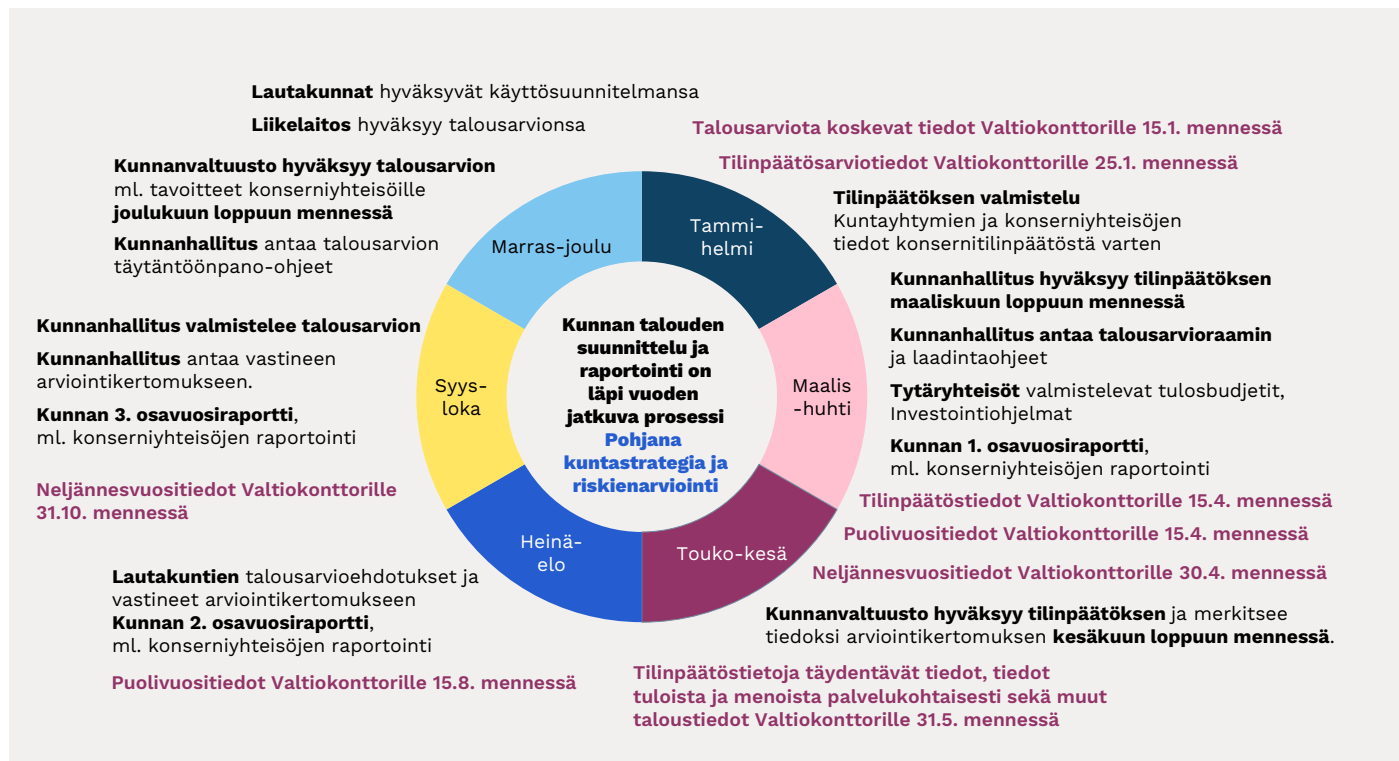 Lautakunnat hyväksyvät käyttösuunnitelmansa
Liikelaitos hyväksyy talousarvionsa
Kunnanvaltuusto hyväksyy talousarvion
ml. tavoitteet konserniyhteisöille
joulukuun loppuun mennessä
Kunnanhallitus antaa talousarvion
täytäntöönpano-ohjeet
Talousarviota koskevat tiedot Valtiokonttorille 15.1. mennessä
Tilinpäätösarviotiedot Valtiokonttorille 25.1. mennessä
Tilinpäätöksen valmistelu
Kuntayhtymien ja konserniyhteisöjen
tiedot konsernitilinpäätöstä varten
Kunnanhallitus hyväksyy tilinpäätöksen
maaliskuun loppuun mennessä
Kunnanhallitus antaa talousarvioraamin
ja laadintaohjeet
Tytäryhteisöt valmistelevat tulosbudjetit,
Investointiohjelmat
Kunnan 1. osavuosiraportti,
ml. konserniyhteisöjen raportointi
Tilinpäätöstiedot Valtiokonttorille 15.4. mennessä
Puolivuositiedot Valtiokonttorille 15.4. mennessä
Neljännesvuositiedot Valtiokonttorille 30.4. mennessä
Kunnanvaltuusto hyväksyy tilinpäätöksen ja merkitsee
tiedoksi arviointikertomuksen kesäkuun loppuun mennessä.
Tilinpäätöstietoja täydentävät tiedot, tiedot
tuloista ja menoista palvelukohtaisesti sekä muut
taloustiedot Valtiokonttorille 31.5. mennessä
Kunnanhallitus valmistelee talousarvion
Kunnanhallitus antaa vastineen
arviointikertomukseen.
Kunnan 3. osavuosiraportti,
ml. konserniyhteisöjen raportointi
Neljännesvuositiedot Valtiokonttorille
31.10. mennessä
Lautakuntien talousarvioehdotukset ja
vastineet arviointikertomukseen
Kunnan 2. osavuosiraportti,
ml. konserniyhteisöjen raportointi
Puolivuositiedot Valtiokonttorille 15.8. mennessä
Marras-joulu
Tammi-
helmi
Maalis
-huhti
Touko-kesä
Heinä-
elo
Syys-
loka
Kunnan talouden
suunnittelu ja
raportointi on
läpi vuoden
jatkuva prosessi
Pohjana
kuntastrategia ja
riskienarviointi